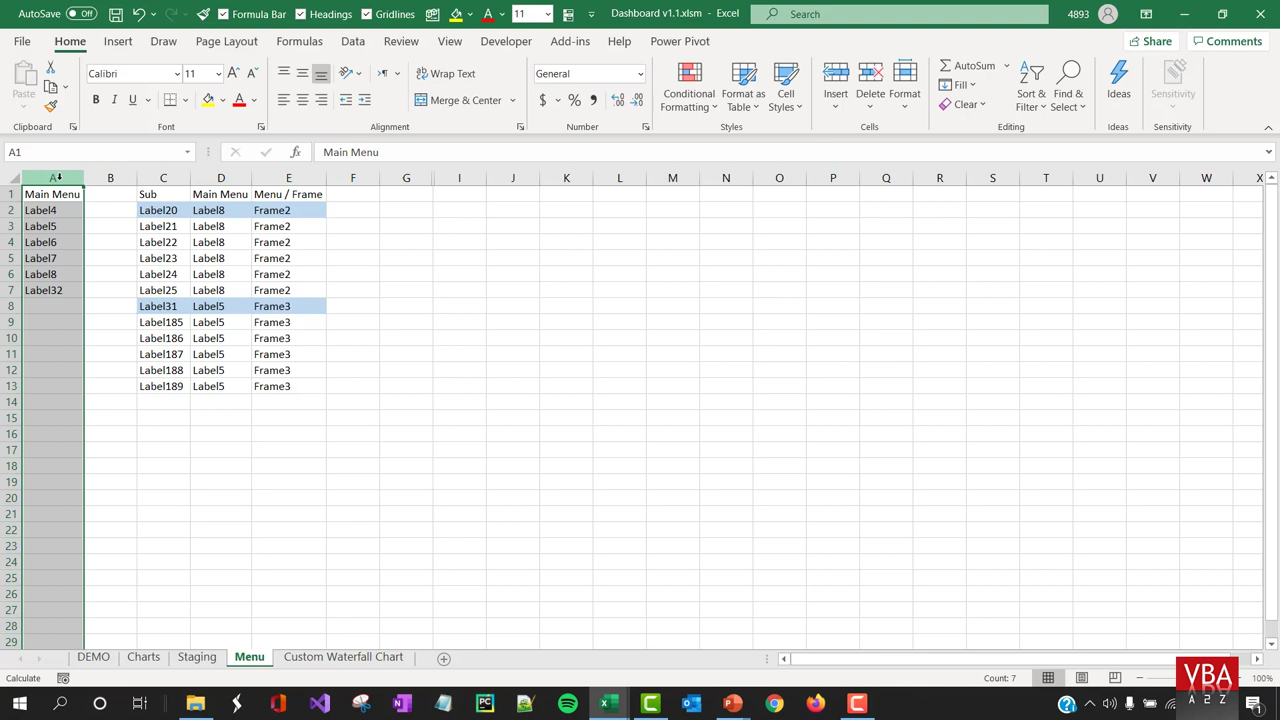 Formula Bar
Headings
Gridlines
11
Dashboard v1.1.xlsm - Excel
Search
4893
File Home Insert Draw Page Layout Formulas Data Review View Developer Add-ins Help Power Pivot
Share
Comments
Paste
Clipboard
Calibri
11
B I U
Font
Wrap Text
Merge & Center
Alignment
General
Number
Conditional Formatting
Format as Table
Cell Styles
Styles
Insert
Delete
Format
Cells
AutoSum
Fill
Clear
Sort & Filter
Find & Select
Editing
Ideas
Ideas
Sensitivity
Sensitivity
A1
Main Menu
A B C D E F G I J K L M N O P Q R S T U V W X
1 Main Menu Sub Main Menu Menu / Frame
2 Label4 Label20 Label8 Frame2
3 Label5 Label21 Label8 Frame2
4 Label6 Label22 Label8 Frame2
5 Label7 Label23 Label8 Frame2
6 Label8 Label24 Label8 Frame2
7 Label32 Label25 Label8 Frame2
8 Label31 Label5 Frame3
9 Label185 Label5 Frame3
10 Label186 Label5 Frame3
11 Label187 Label5 Frame3
12 Label188 Label5 Frame3
13 Label189 Label5 Frame3
14
15
16
17
18
19
20
21
22
23
24
25
26
27
28
29
DEMO Charts Staging Menu Custom Waterfall Chart
Calculate
Count: 7
100%
VBA
A 2 Z